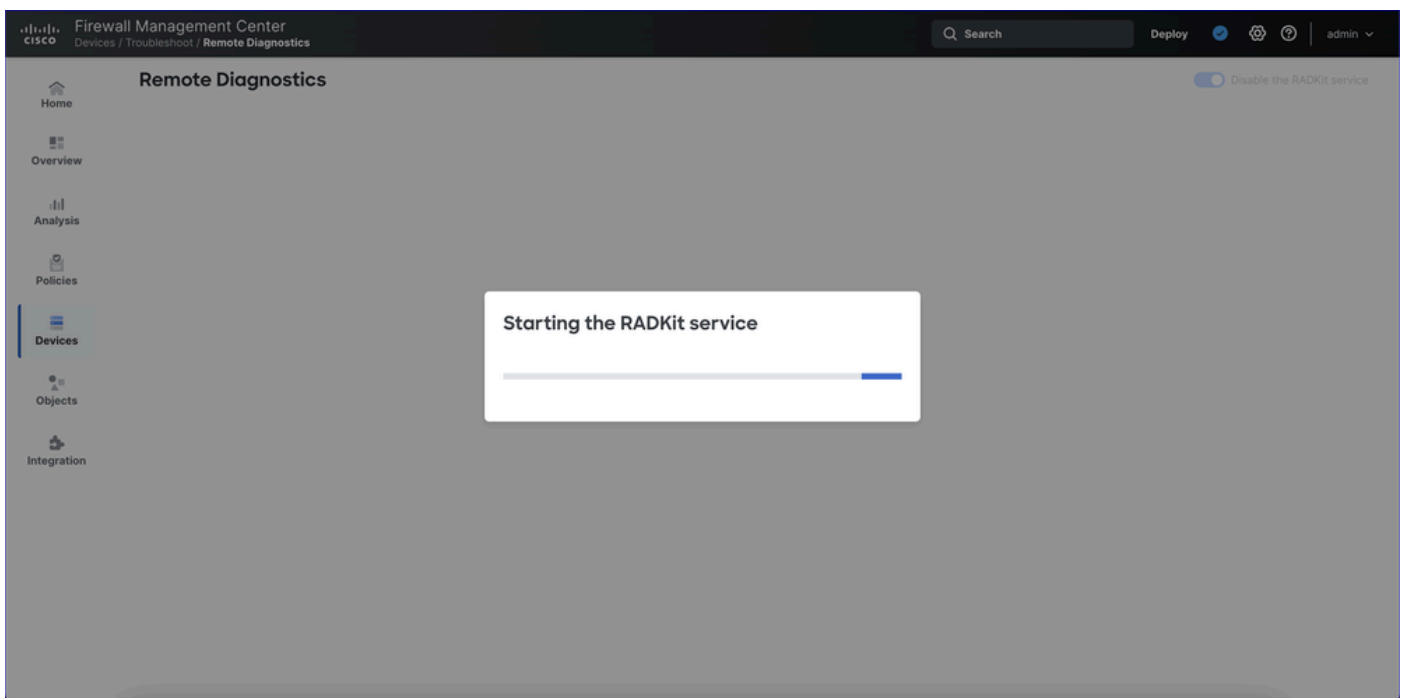 Firewall Management Center
CISCO
Devices / Troubleshoot / Remote Diagnostics
Search
Deploy
admin
Remote Diagnostics
Disable the RADKit service
Home
Overview
Analysis
Policies
Devices
Objects
Integration
Starting the RADKit service